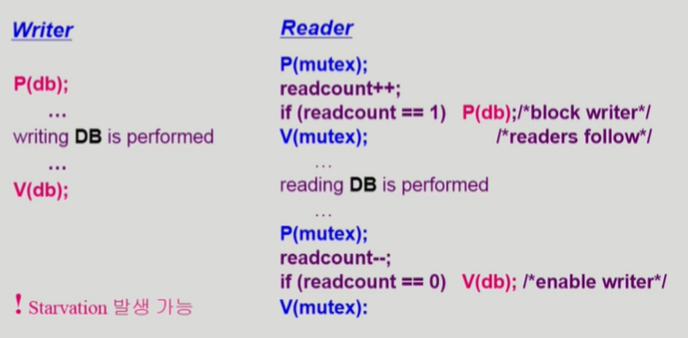 Writer
P(db);
...
writing DB is performed
...
V(db);
! Starvation 발생 가능
Reader
P(mutex);
readcount++;
if (readcount == 1) P(db);/*block writer*/
V(mutex); /*readers follow*/
...
reading DB is performed
...
P(mutex);
readcount--;
if (readcount == 0) V(db); /*enable writer*/
V(mutex):